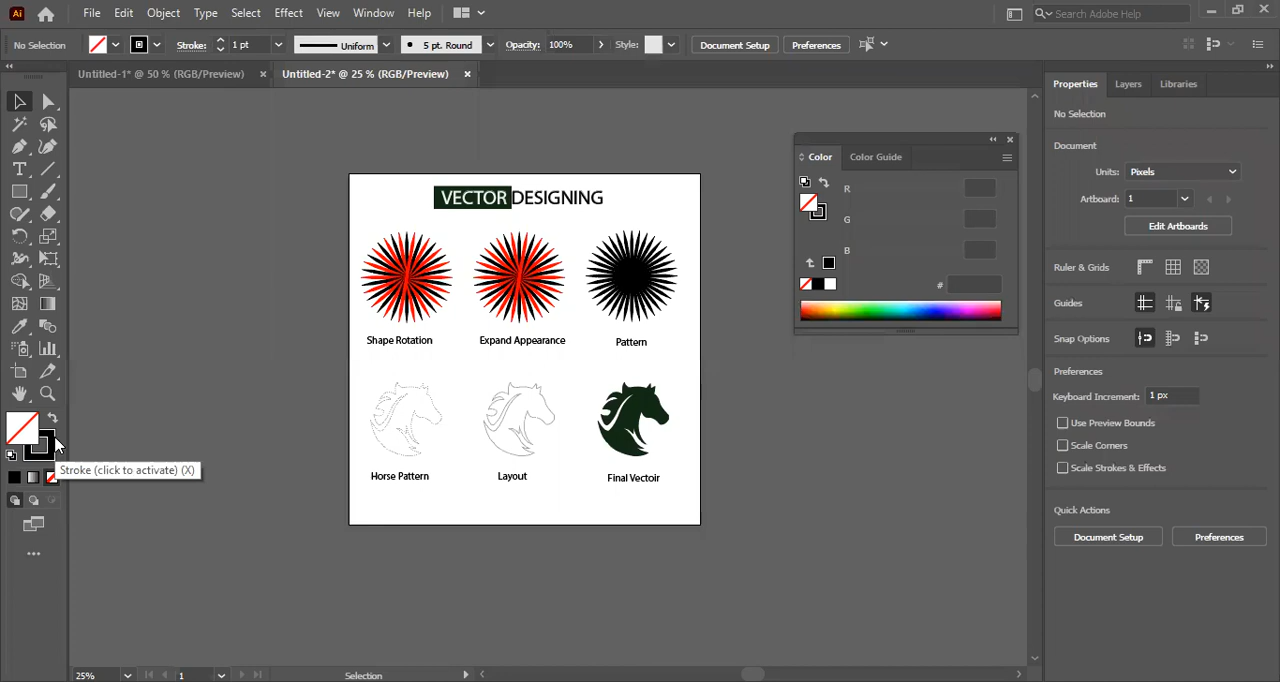 Ai File Edit Object Type Select Effect View Window Help Search Adobe Help
No Selection Stroke: 1 pt Uniform 5 pt. Round Opacity: 100% Style: Document Setup Preferences
Untitled-1* @ 50 % (RGB/Preview) Untitled-2* @ 25 % (RGB/Preview)
VECTOR DESIGNING
Shape Rotation Expand Appearance Pattern
Horse Pattern Layout Final Vectoir
Stroke (click to activate) (X)
Color Color Guide
R
G
B
#
Properties Layers Libraries
No Selection
Document
Units: Pixels
Artboard: 1
Edit Artboards
Ruler & Grids
Guides
Snap Options
Preferences
Keyboard Increment: 1 px
Use Preview Bounds
Scale Corners
Scale Strokes & Effects
Quick Actions
Document Setup Preferences
25% 1 Selection